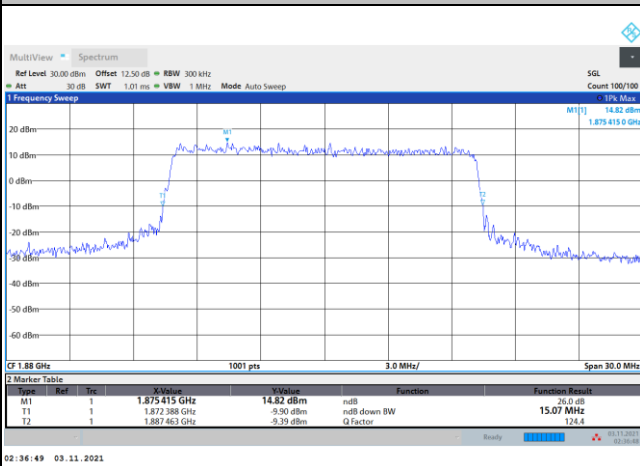 MultiView Spectrum
Ref Level 30.00 dBm Offset 12.50 dB RBW 300 kHz SGL
Att 30 dB SWT 1.01 ms VBW 1 MHz Mode Auto Sweep Count 100/100
1 Frequency Sweep 1Pk Max
M1[1] 14.82 dBm
1.875 415 0 GHz
20 dBm
M1
10 dBm
0 dBm
T1 T2
-10 dBm
-20 dBm
-30 dBm
-40 dBm
-50 dBm
-60 dBm
CF 1.88 GHz 1001 pts 3.0 MHz/ Span 30.0 MHz
2 Marker Table
Type Ref Trc X-Value Y-Value Function Function Result
M1 1 1.875 415 GHz 14.82 dBm ndB 26.0 dB
T1 1 1.872 388 GHz -9.90 dBm ndB down BW 15.07 MHz
T2 1 1.887 463 GHz -9.39 dBm Q Factor 124.4
Ready 03.11.2021
02:36:48
02:36:49 03.11.2021